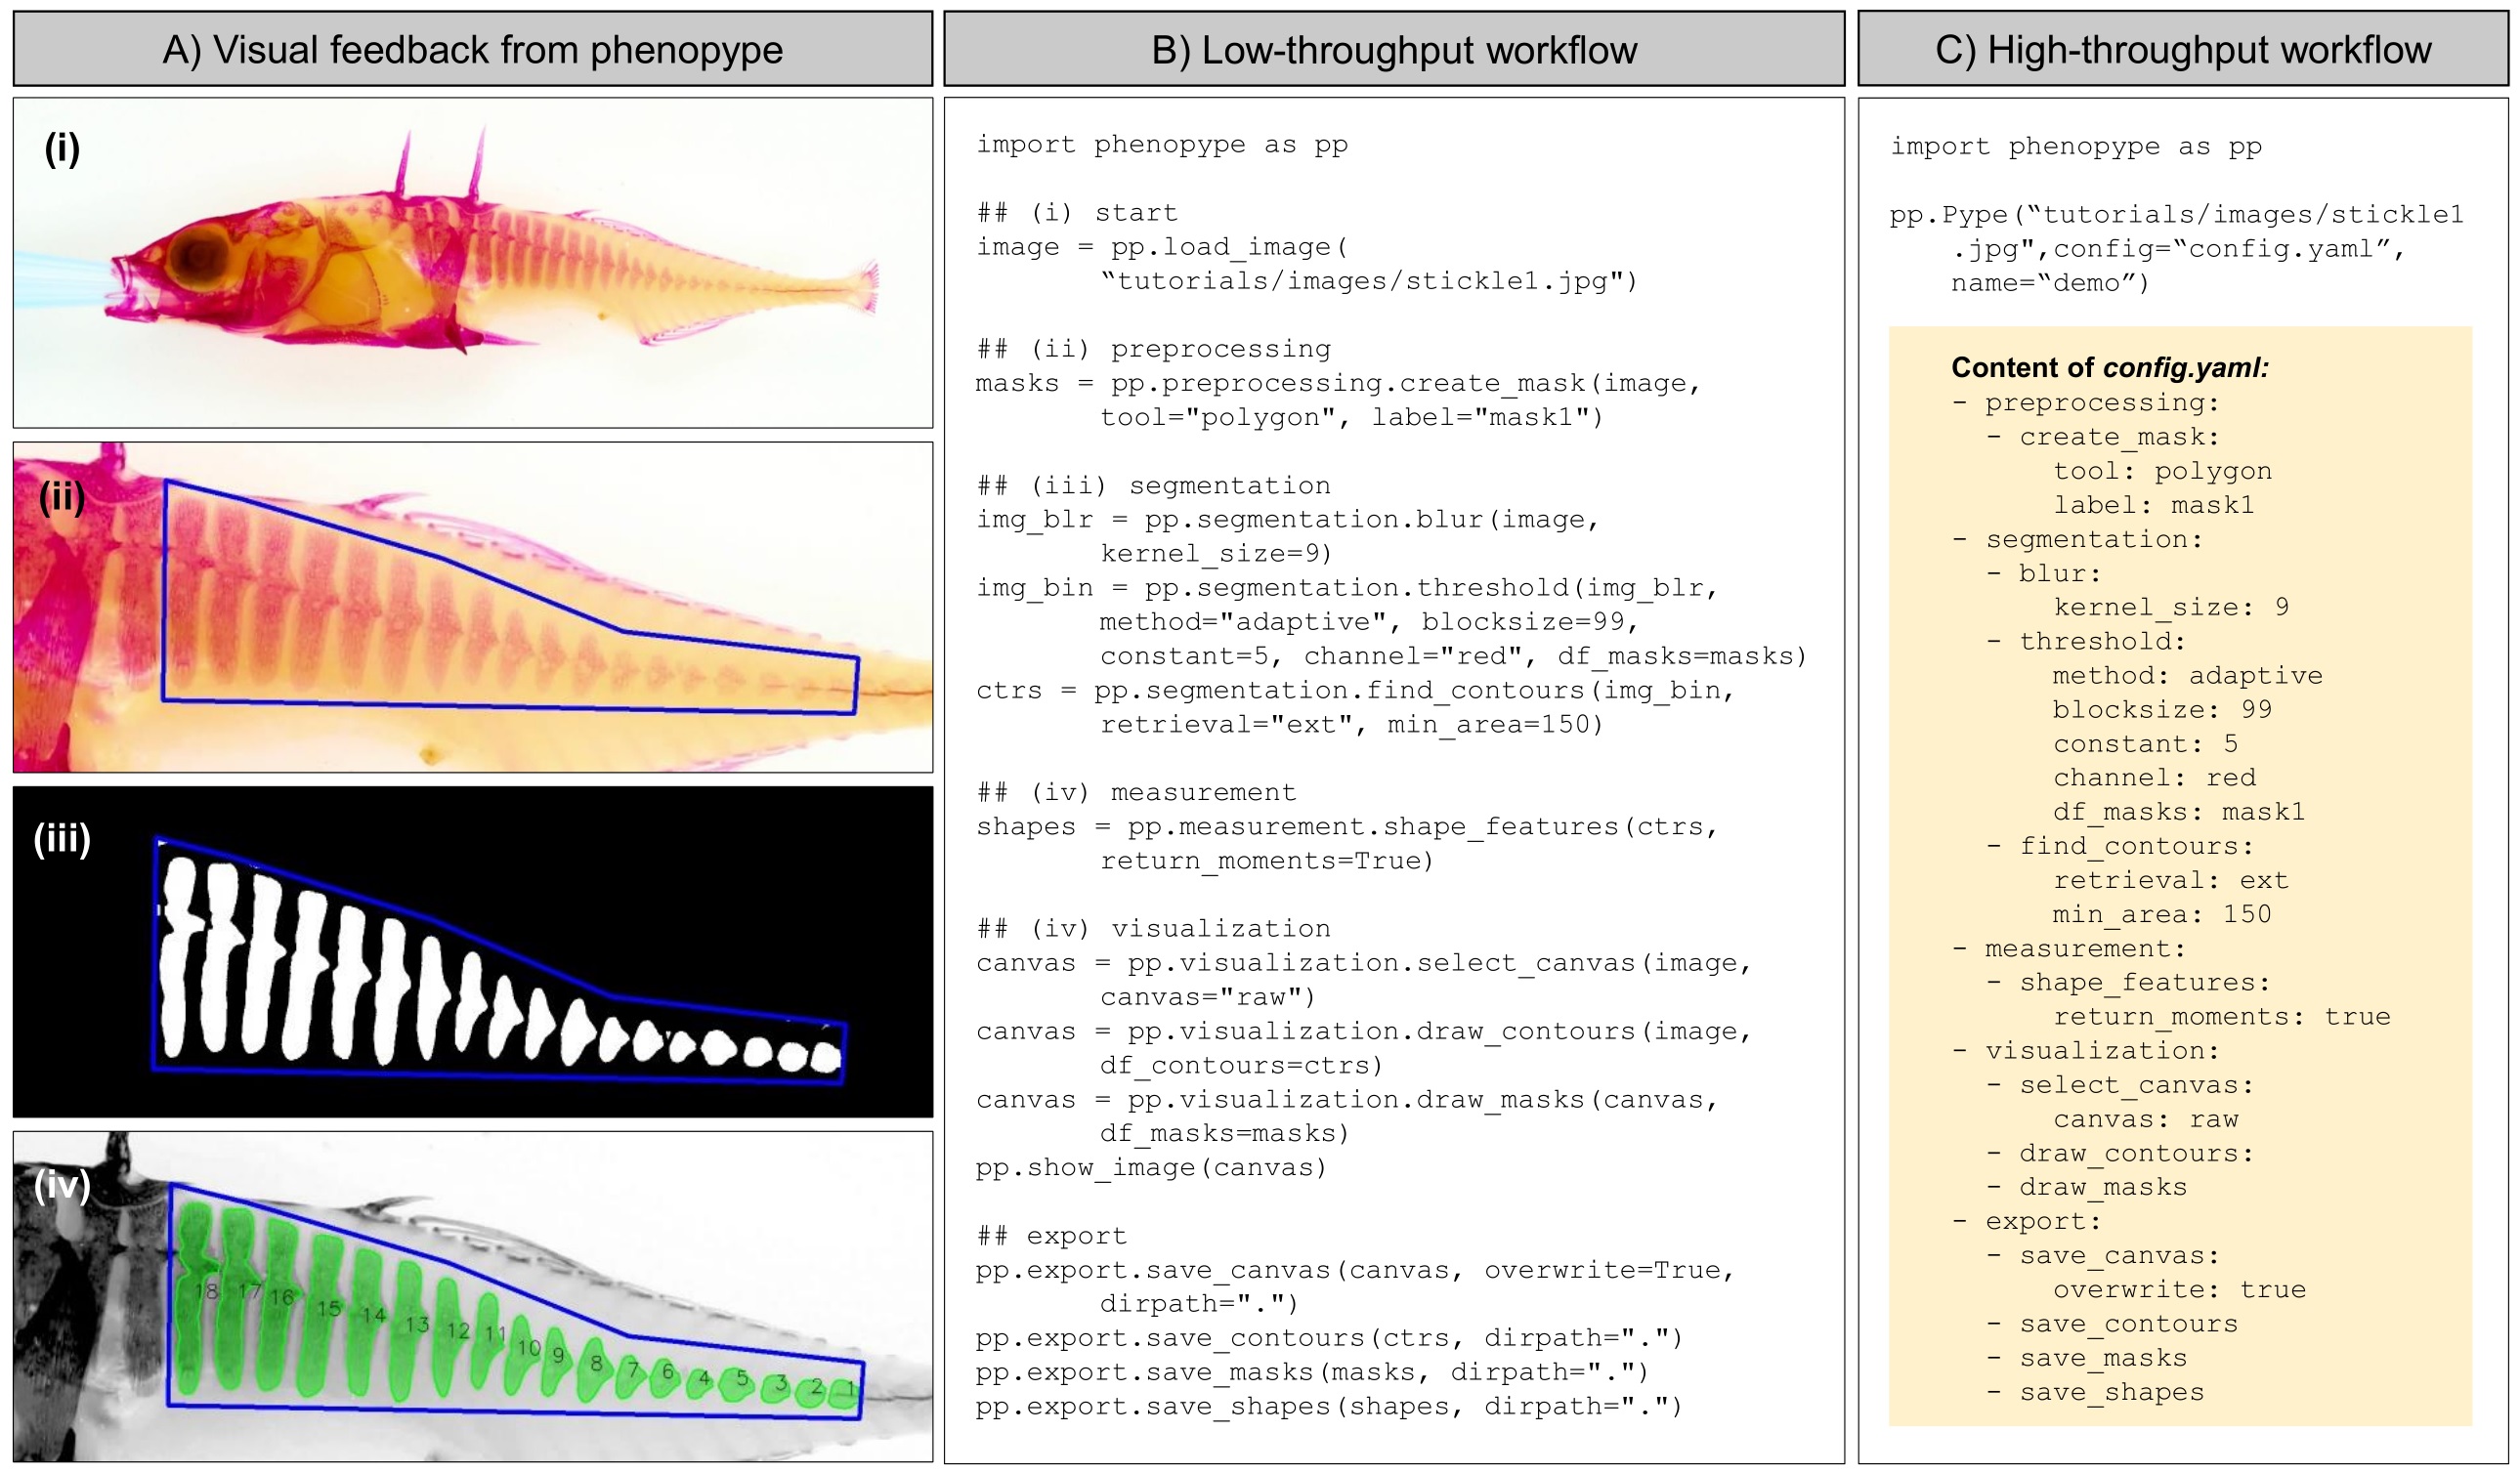 A) Visual feedback from phenopype
(i)
(ii)
(iii)
(iv)
18
17
16
15
14
13
12
11
10
9
8
7
6
4
5
3
2
1
B) Low-throughput workflow
import phenopype as pp
## (i) start
image = pp.load_image(
“tutorials/images/stickle1.jpg")
## (ii) preprocessing
masks = pp.preprocessing.create_mask(image,
tool="polygon", label="mask1")
## (iii) segmentation
img_blr = pp.segmentation.blur(image,
kernel_size=9)
img_bin = pp.segmentation.threshold(img_blr,
method="adaptive", blocksize=99,
constant=5, channel="red", df_masks=masks)
ctrs = pp.segmentation.find_contours(img_bin,
retrieval="ext", min_area=150)
## (iv) measurement
shapes = pp.measurement.shape_features(ctrs,
return_moments=True)
## (iv) visualization
canvas = pp.visualization.select_canvas(image,
canvas="raw")
canvas = pp.visualization.draw_contours(image,
df_contours=ctrs)
canvas = pp.visualization.draw_masks(canvas,
df_masks=masks)
pp.show_image(canvas)
## export
pp.export.save_canvas(canvas, overwrite=True,
dirpath=".")
pp.export.save_contours(ctrs, dirpath=".")
pp.export.save_masks(masks, dirpath=".")
pp.export.save_shapes(shapes, dirpath=".")
C) High-throughput workflow
import phenopype as pp
pp.Pype(“tutorials/images/stickle1
.jpg",config=“config.yaml”,
name=“demo”)
Content of config.yaml:
- preprocessing:
- create_mask:
tool: polygon
label: mask1
- segmentation:
- blur:
kernel_size: 9
- threshold:
method: adaptive
blocksize: 99
constant: 5
channel: red
df_masks: mask1
- find_contours:
retrieval: ext
min_area: 150
- measurement:
- shape_features:
return_moments: true
- visualization:
- select_canvas:
canvas: raw
- draw_contours:
- draw_masks
- export:
- save_canvas:
overwrite: true
- save_contours
- save_masks
- save_shapes